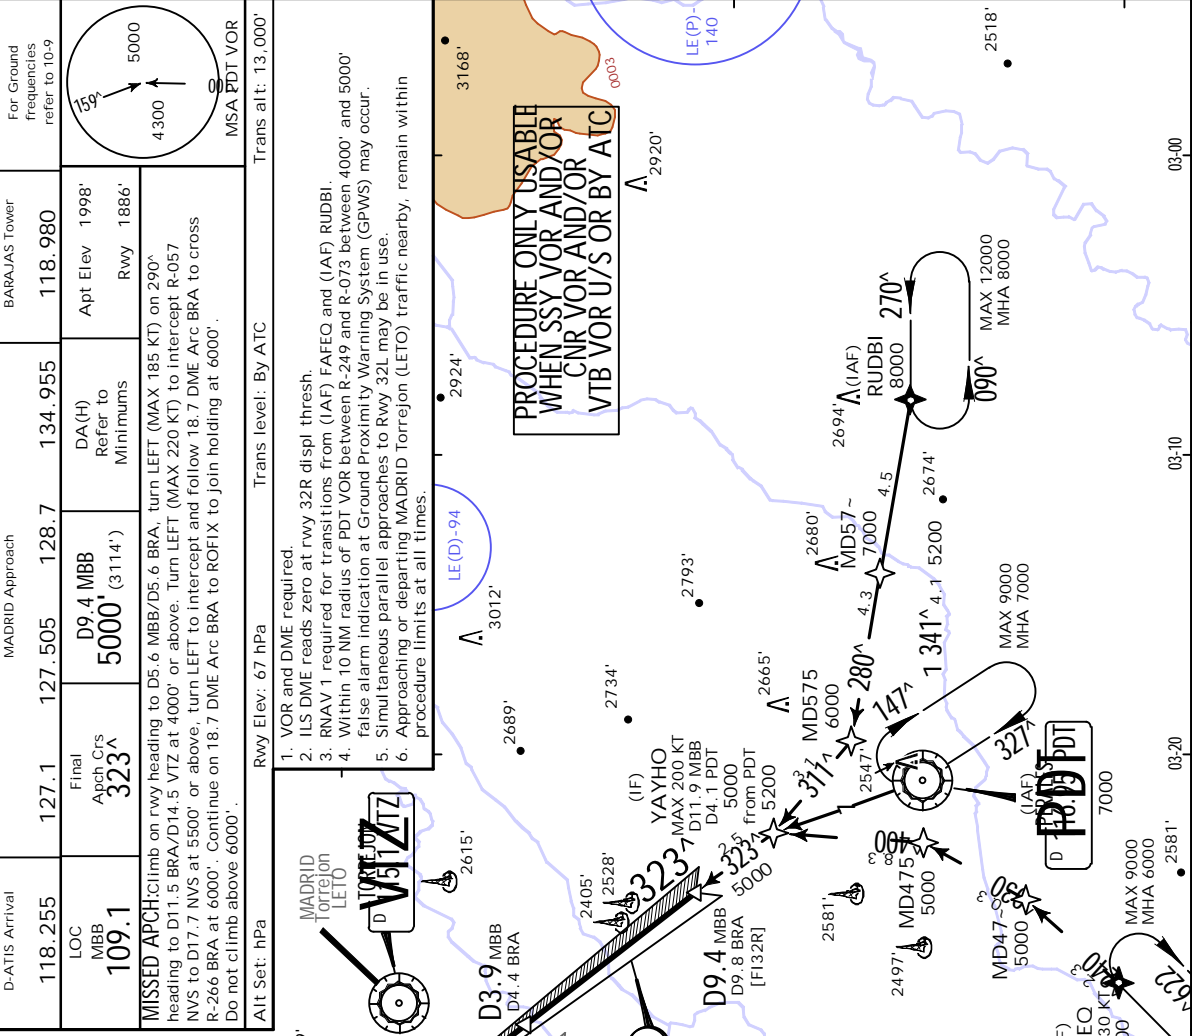 D-ATIS Arrival
118.255
127.1
MADRID Approach
127.505
128.7
134.955
BARAJAS Tower
118.980
For Ground
frequencies
refer to 10-9
LOC
MBB
109.1
Final
Apch Crs
323^
D9.4 MBB
5000' (3114')
DA(H)
Refer to
Minimums
Apt Elev 1998'
Rwy 1886'
MISSED APCH:Climb on rwy heading to D5.6 MBB/D5.6 BRA, turn LEFT (MAX 185 KT) on 290^
heading to D11.5 BRA/D14.5 VTZ at 4000' or above. Turn LEFT (MAX 220 KT) to intercept R-057
NVS to D17.7 NVS at 5500' or above, turn LEFT to intercept and follow 18.7 DME Arc BRA to cross
R-266 BRA at 6000'. Continue on 18.7 DME Arc BRA to ROFIX to join holding at 6000'.
Do not climb above 6000'.
159^
5000
4300
MSA PDT VOR
Alt Set: hPa
Rwy Elev: 67 hPa
Trans level: By ATC
Trans alt: 13,000'
1. VOR and DME required.
2. ILS DME reads zero at rwy 32R displ thresh.
3. RNAV 1 required for transitions from (IAF) FAFEQ and (IAF) RUDBI.
4. Within 10 NM radius of PDT VOR between R-249 and R-073 between 4000' and 5000'
false alarm indication at Ground Proximity Warning System (GPWS) may occur.
5. Simultaneous parallel approaches to Rwy 32L may be in use.
6. Approaching or departing MADRID Torrejon (LETO) traffic nearby, remain within
procedure limits at all times.
3168'
LE(P)-
140
2518'
PROCEDURE ONLY USABLE
WHEN SSY VOR AND/OR
CNR VOR AND/OR
VTB VOR U/S OR BY ATC
2920'
03-00
2924'
LE(D)-94
3012'
2793'
2734'
2689'
2665'
2694'
(IAF)
RUDBI
8000
270^
090^
MAX 12000
MHA 8000
03-10
4.5
2674'
2680'
MD57~
7000
4.3
4.1
5200
1 341^
280^
MAX 9000
MHA 7000
MD575
6000
147^
327^
311^
3.1
2547'
03-20
(IF)
YAYHO
MAX 200 KT
D11.9 MBB
D4.1 PDT
5000
from PDT
5200
(IAF)
PDT
7000
MADRID
Torrejon
LETO
TORREJON
VTZ
2615'
2528'
2405'
323^
2.5
323^
5000
D3.9 MBB
D4.4 BRA
D9.4 MBB
D9.8 BRA
[FI32R]
2581'
2497'
MD475
5000
MD47~
5000
2581'
MAX 9000
MHA 6000